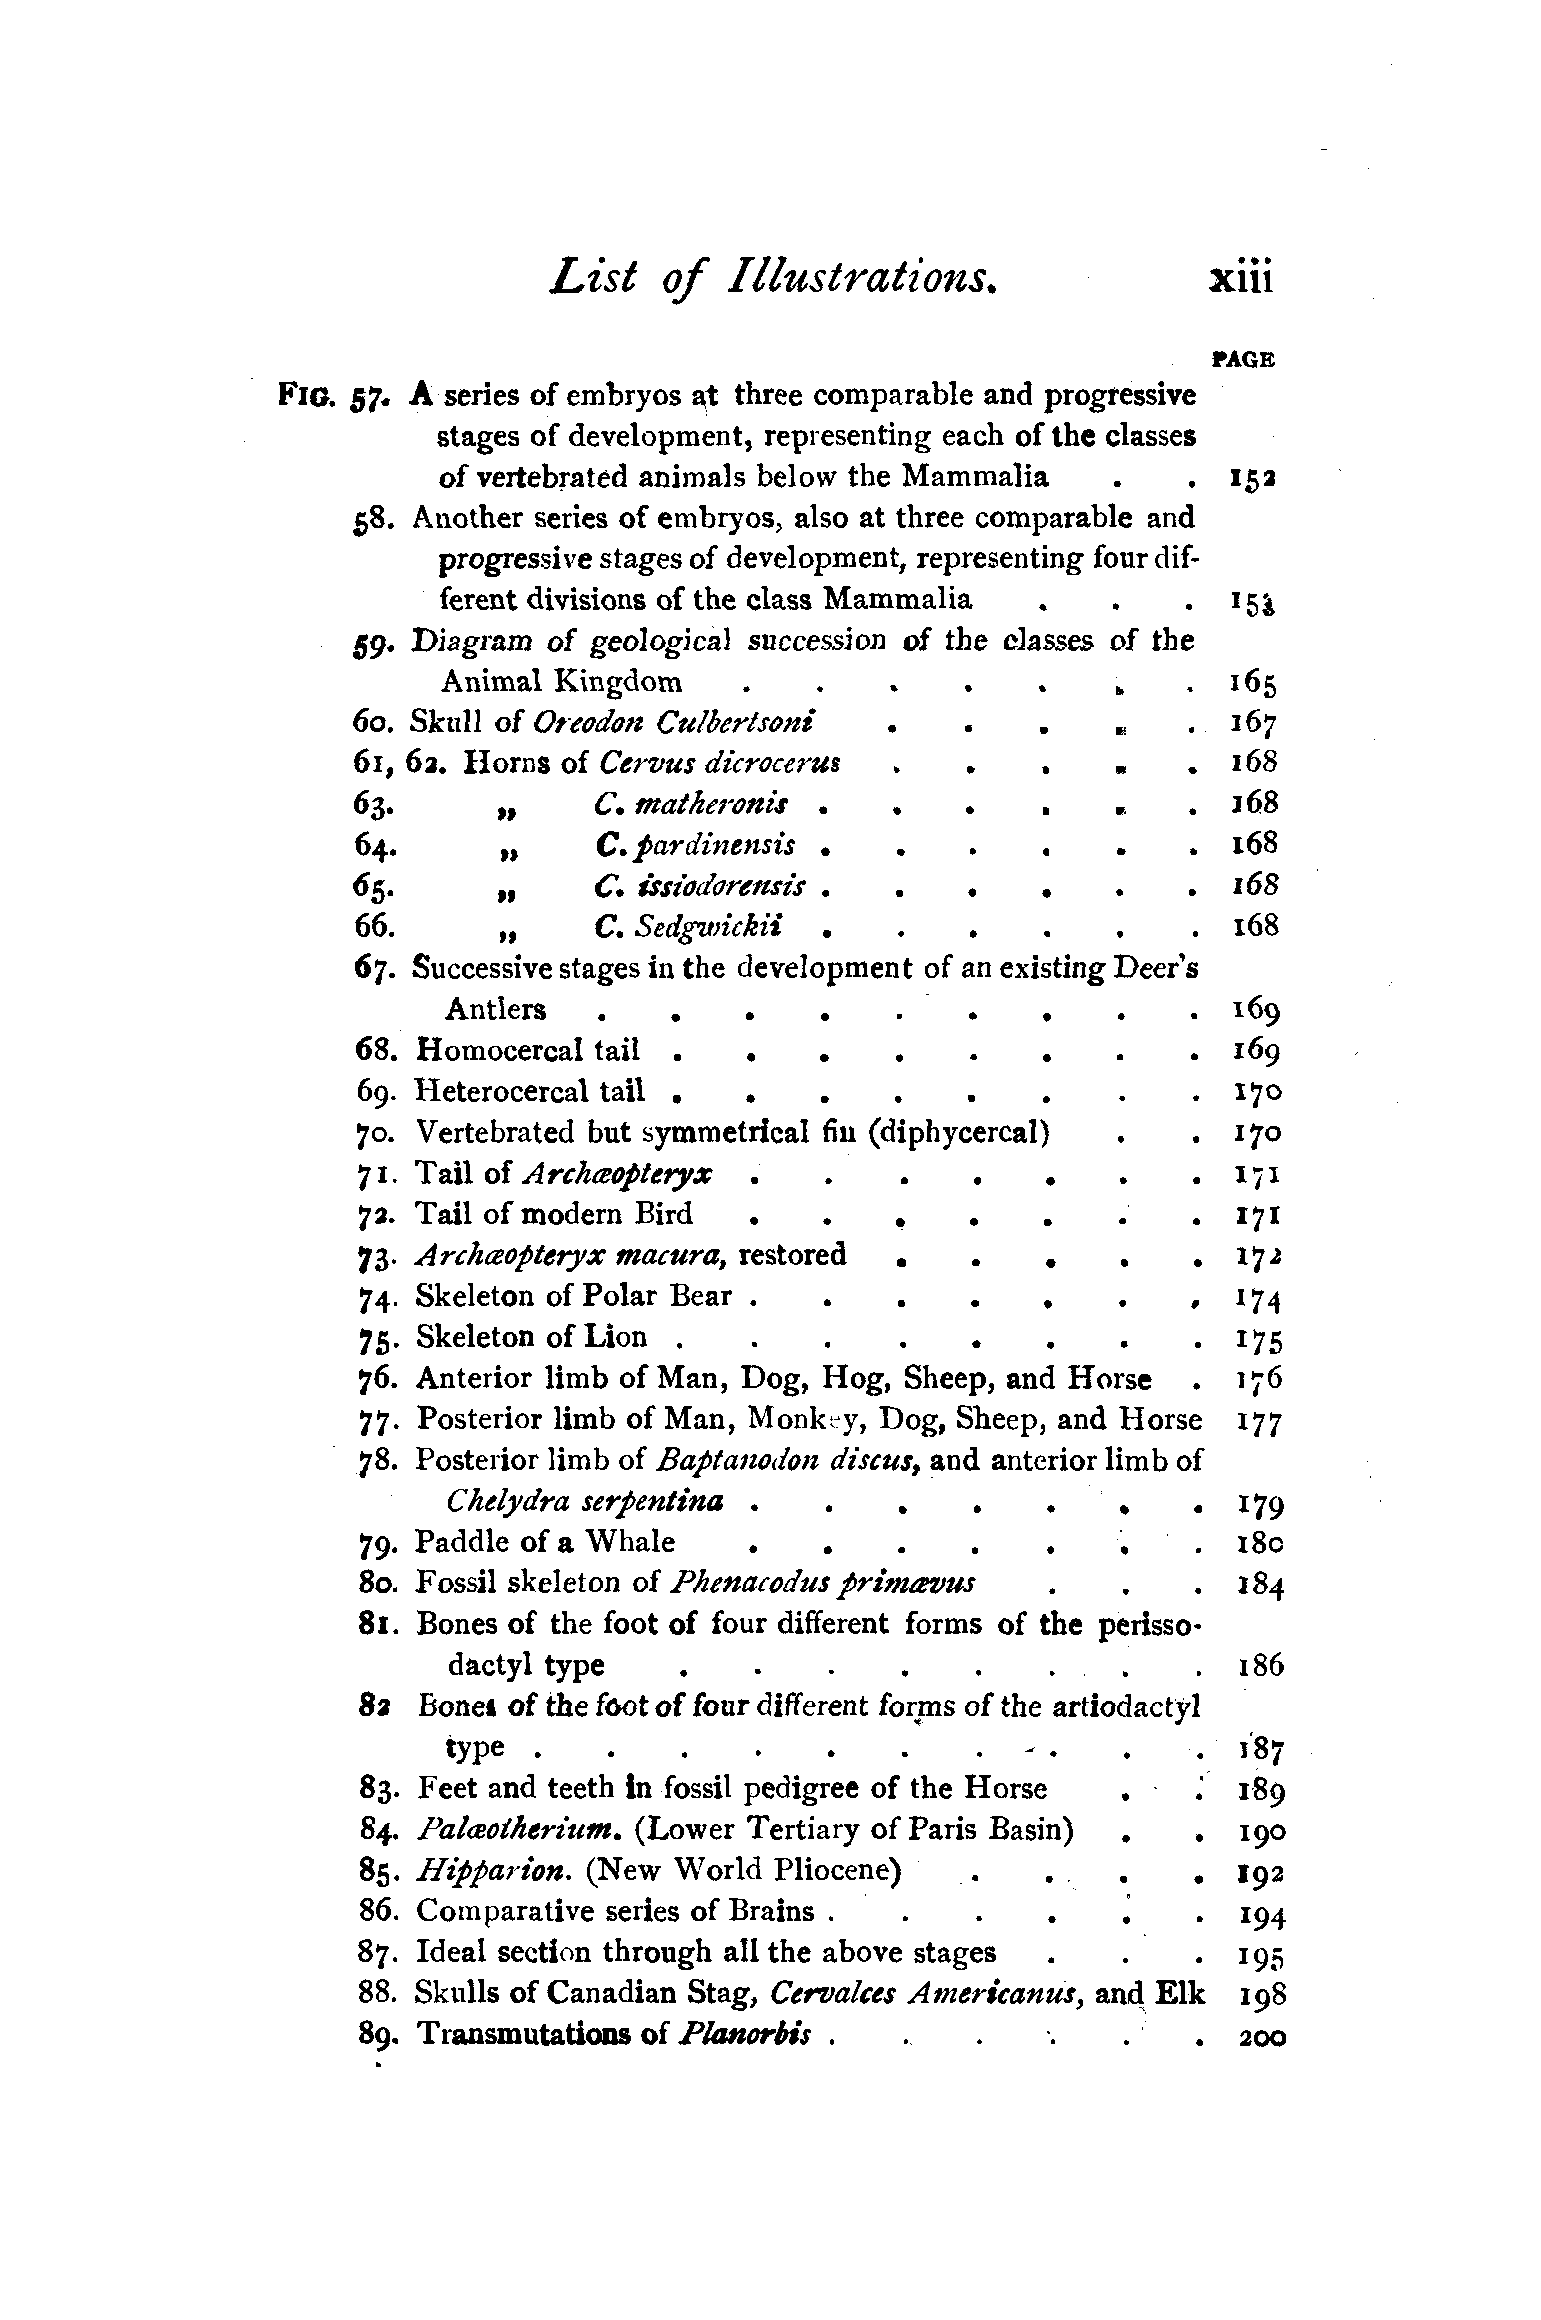 List of Illustrations. xiii
PAGE
FIG. 57. A series of embryos at three comparable and progressive
stages of development, representing each of the classes
of vertebrated animals below the Mammalia . . 152
58. Another series of embryos, also at three comparable and
progressive stages of development, representing four dif-
ferent divisions of the class Mammalia . . .
59. Diagram of geological succession of the classes of the
Animal Kingdom . . . . . . . 165
60. Skull of Oreodon Culbertsoni . . . . . 167
61, 62. Horns of Cervus dicrocerus . . . . . 168
63. „ C. matheronis . . . . . . 168
64. „ C. pardinensis . . . . . . 168
65. „ C. issiodorensis . . . . . . 168
66. „ C. Sedgwickii . . . . . . 168
67. Successive stages in the development of an existing Deer's
Antlers . . . . . . . . . 169
68. Homocercal tail . . . . . . . . 169
69. Heterocercal tail . . . . . . . . 170
70. Vertebrated but symmetrical fin (diphycercal) . . 170
71. Tail of Archæopteryx . . . . . . . 171
72. Tail of modern Bird . . . . . . . 171
73. Archæopteryx macura, restored . . . . . 172
74. Skeleton of Polar Bear . . . . . . . 174
75. Skeleton of Lion . . . . . . . . 175
76. Anterior limb of Man, Dog, Hog, Sheep, and Horse . 176
77. Posterior limb of Man, Monkey, Dog, Sheep, and Horse 177
78. Posterior limb of Baptanodon discus, and anterior limb of
Chelydra serpentina . . . . . . . 179
79. Paddle of a Whale . . . . . . . 180
80. Fossil skeleton of Phenacodus primævus . . . 184
81. Bones of the foot of four different forms of the perisso-
dactyl type . . . . . . . . 186
82 Bones of the foot of four different forms of the artiodactyl
type . . . . . . . . . . 187
83. Feet and teeth in fossil pedigree of the Horse . . 189
84. Palæotherium. (Lower Tertiary of Paris Basin) . . 190
85. Hipparion. (New World Pliocene) . . . . 192
86. Comparative series of Brains . . . . . . 194
87. Ideal section through all the above stages . . . 195
88. Skulls of Canadian Stag, Cervalces Americanus, and Elk 198
89. Transmutations of Planorbis . . . . . . 200